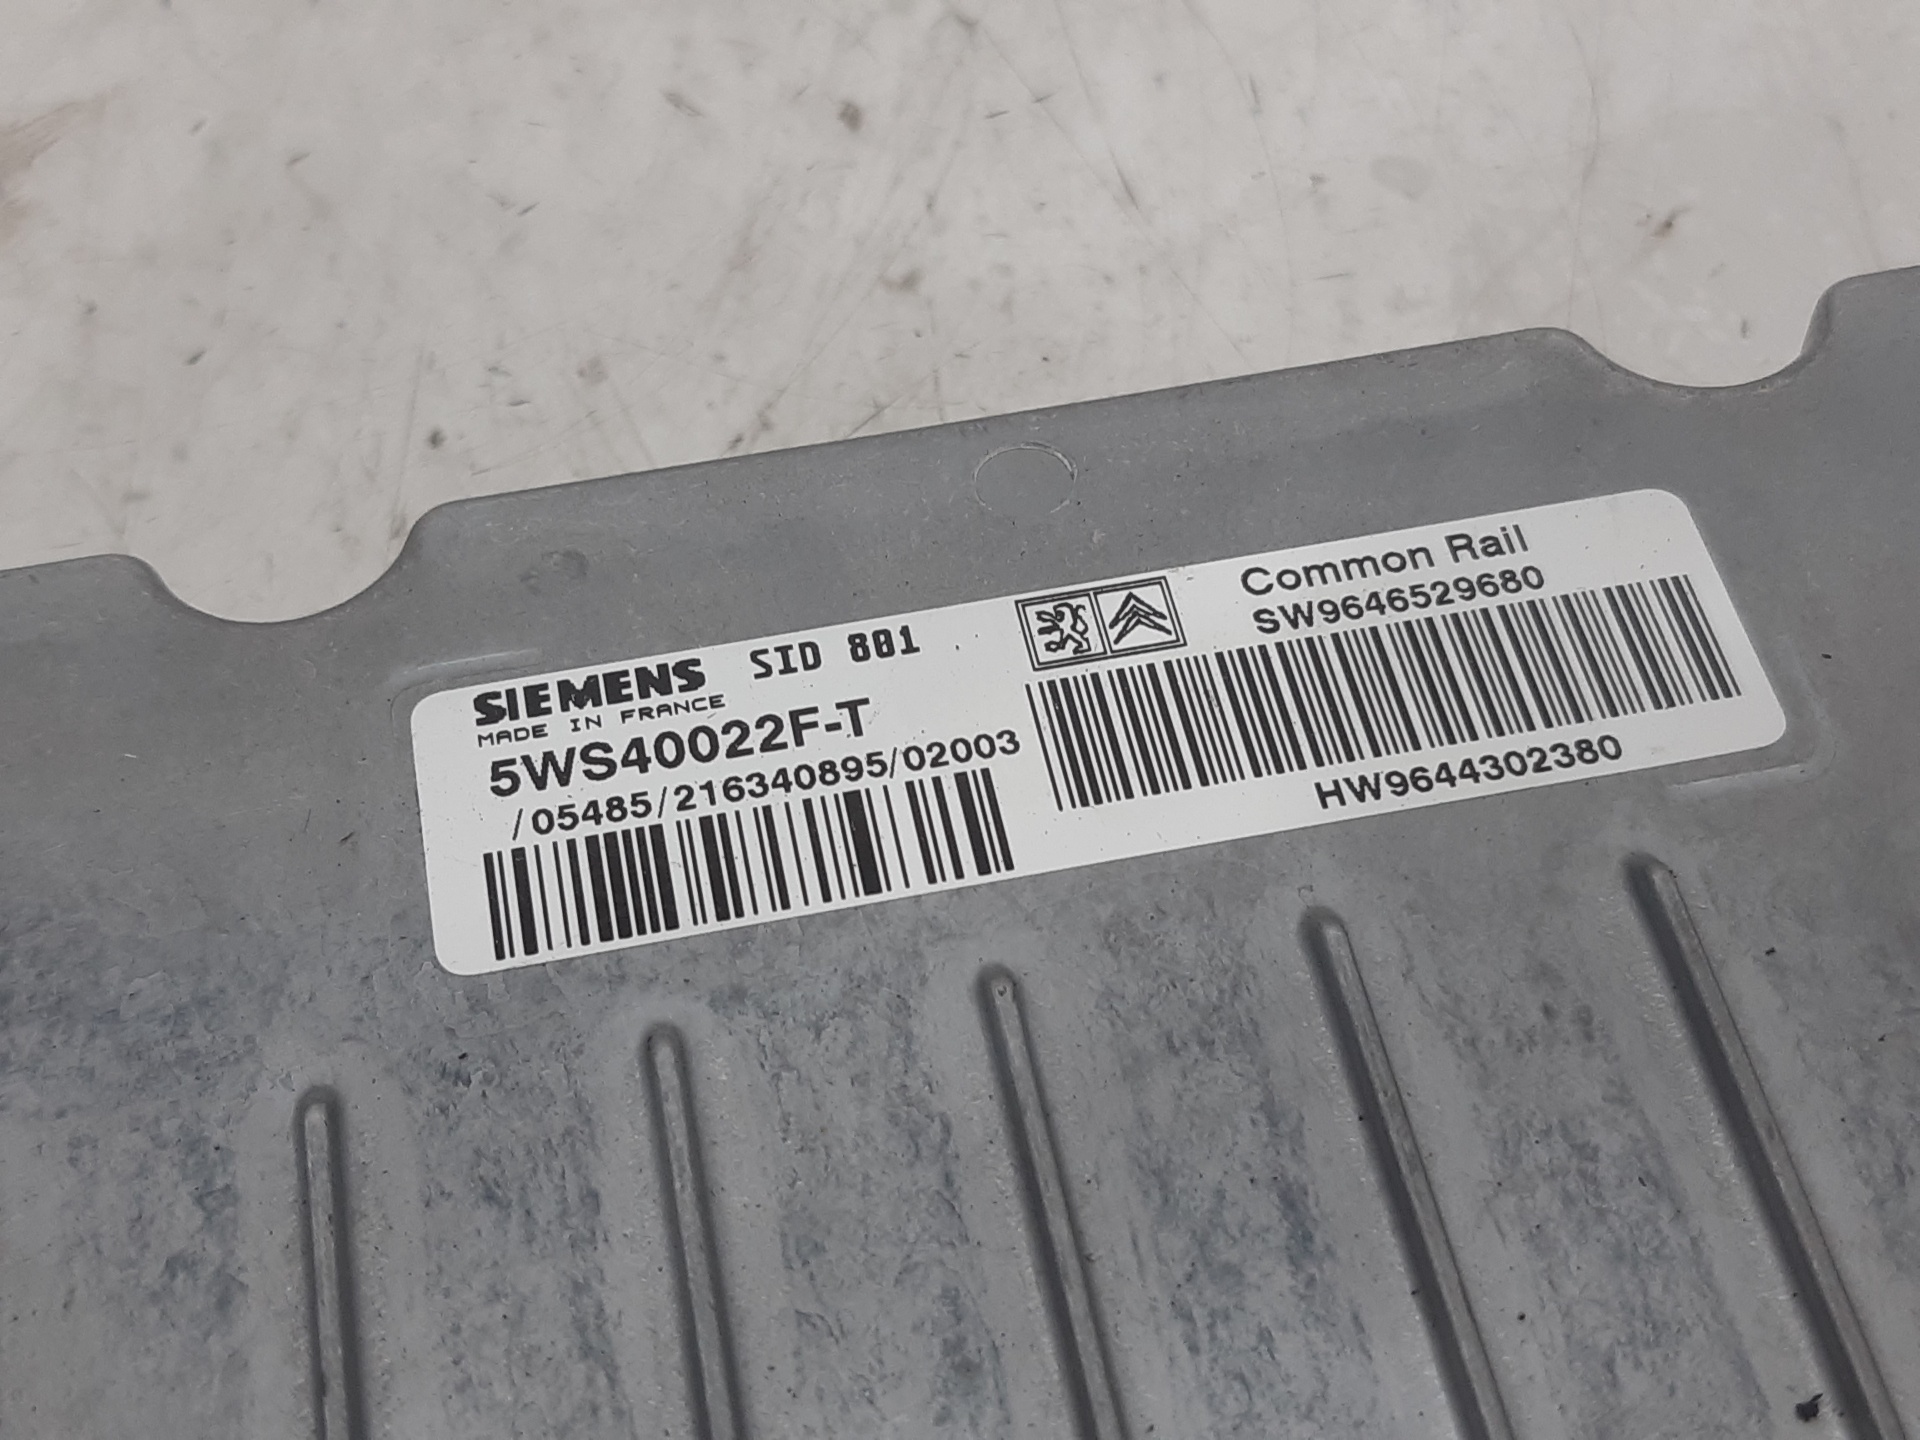 SIEMENS SID 801
MADE IN FRANCE
5WS40022F-T
/05485/216340895/02003
Common Rail
SW9646529680
HW9644302380